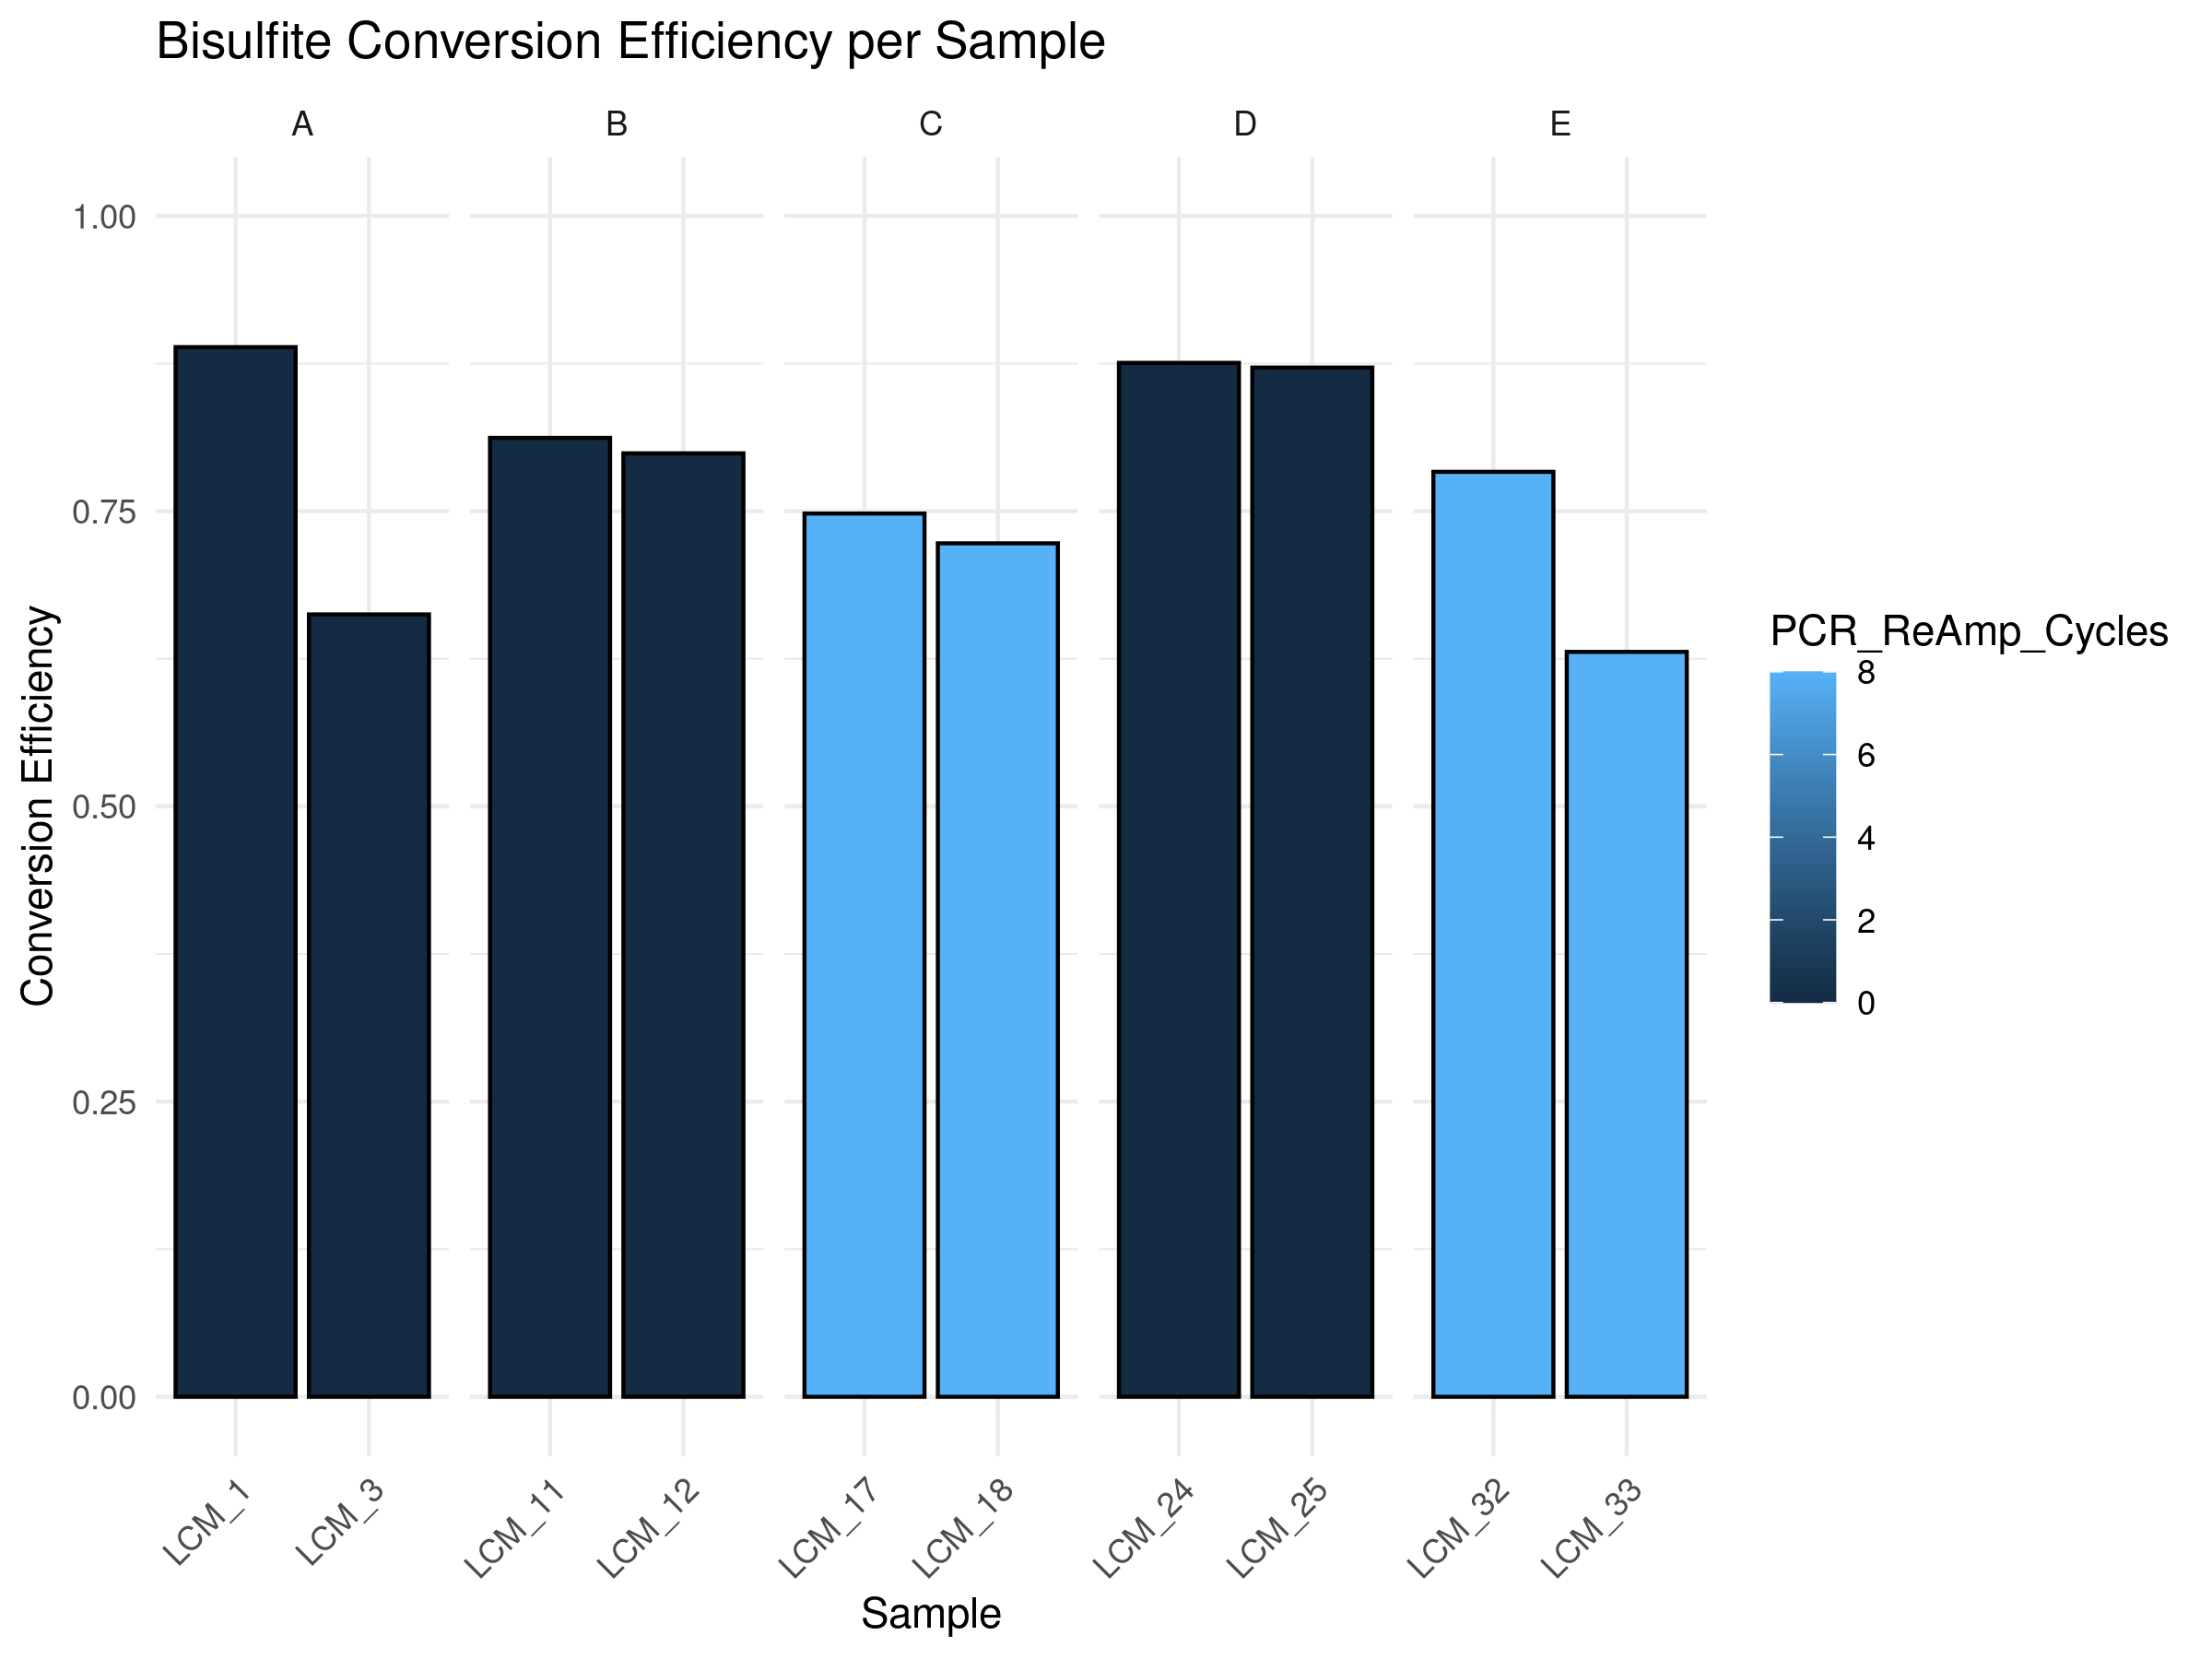 Bisulfite Conversion Efficiency per Sample
A B C D E
1.00
0.75
0.50
0.25
0.00
Conversion Efficiency
LCM_1 LCM_3 LCM_11 LCM_12 LCM_17 LCM_18 LCM_24 LCM_25 LCM_32 LCM_33
Sample
PCR_ReAmp_Cycles
8
6
4
2
0